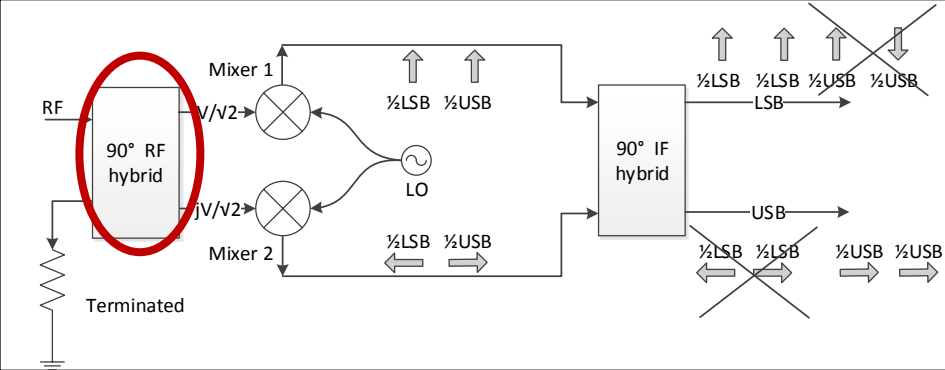 Mixer 1
½LSB ½USB
½LSB ½LSB ½USB ½USB
RF
V/√2
LSB
90° RF
hybrid
LO
90° IF
hybrid
jV/√2
USB
Mixer 2
½LSB ½USB
½LSB ½LSB ½USB ½USB
Terminated